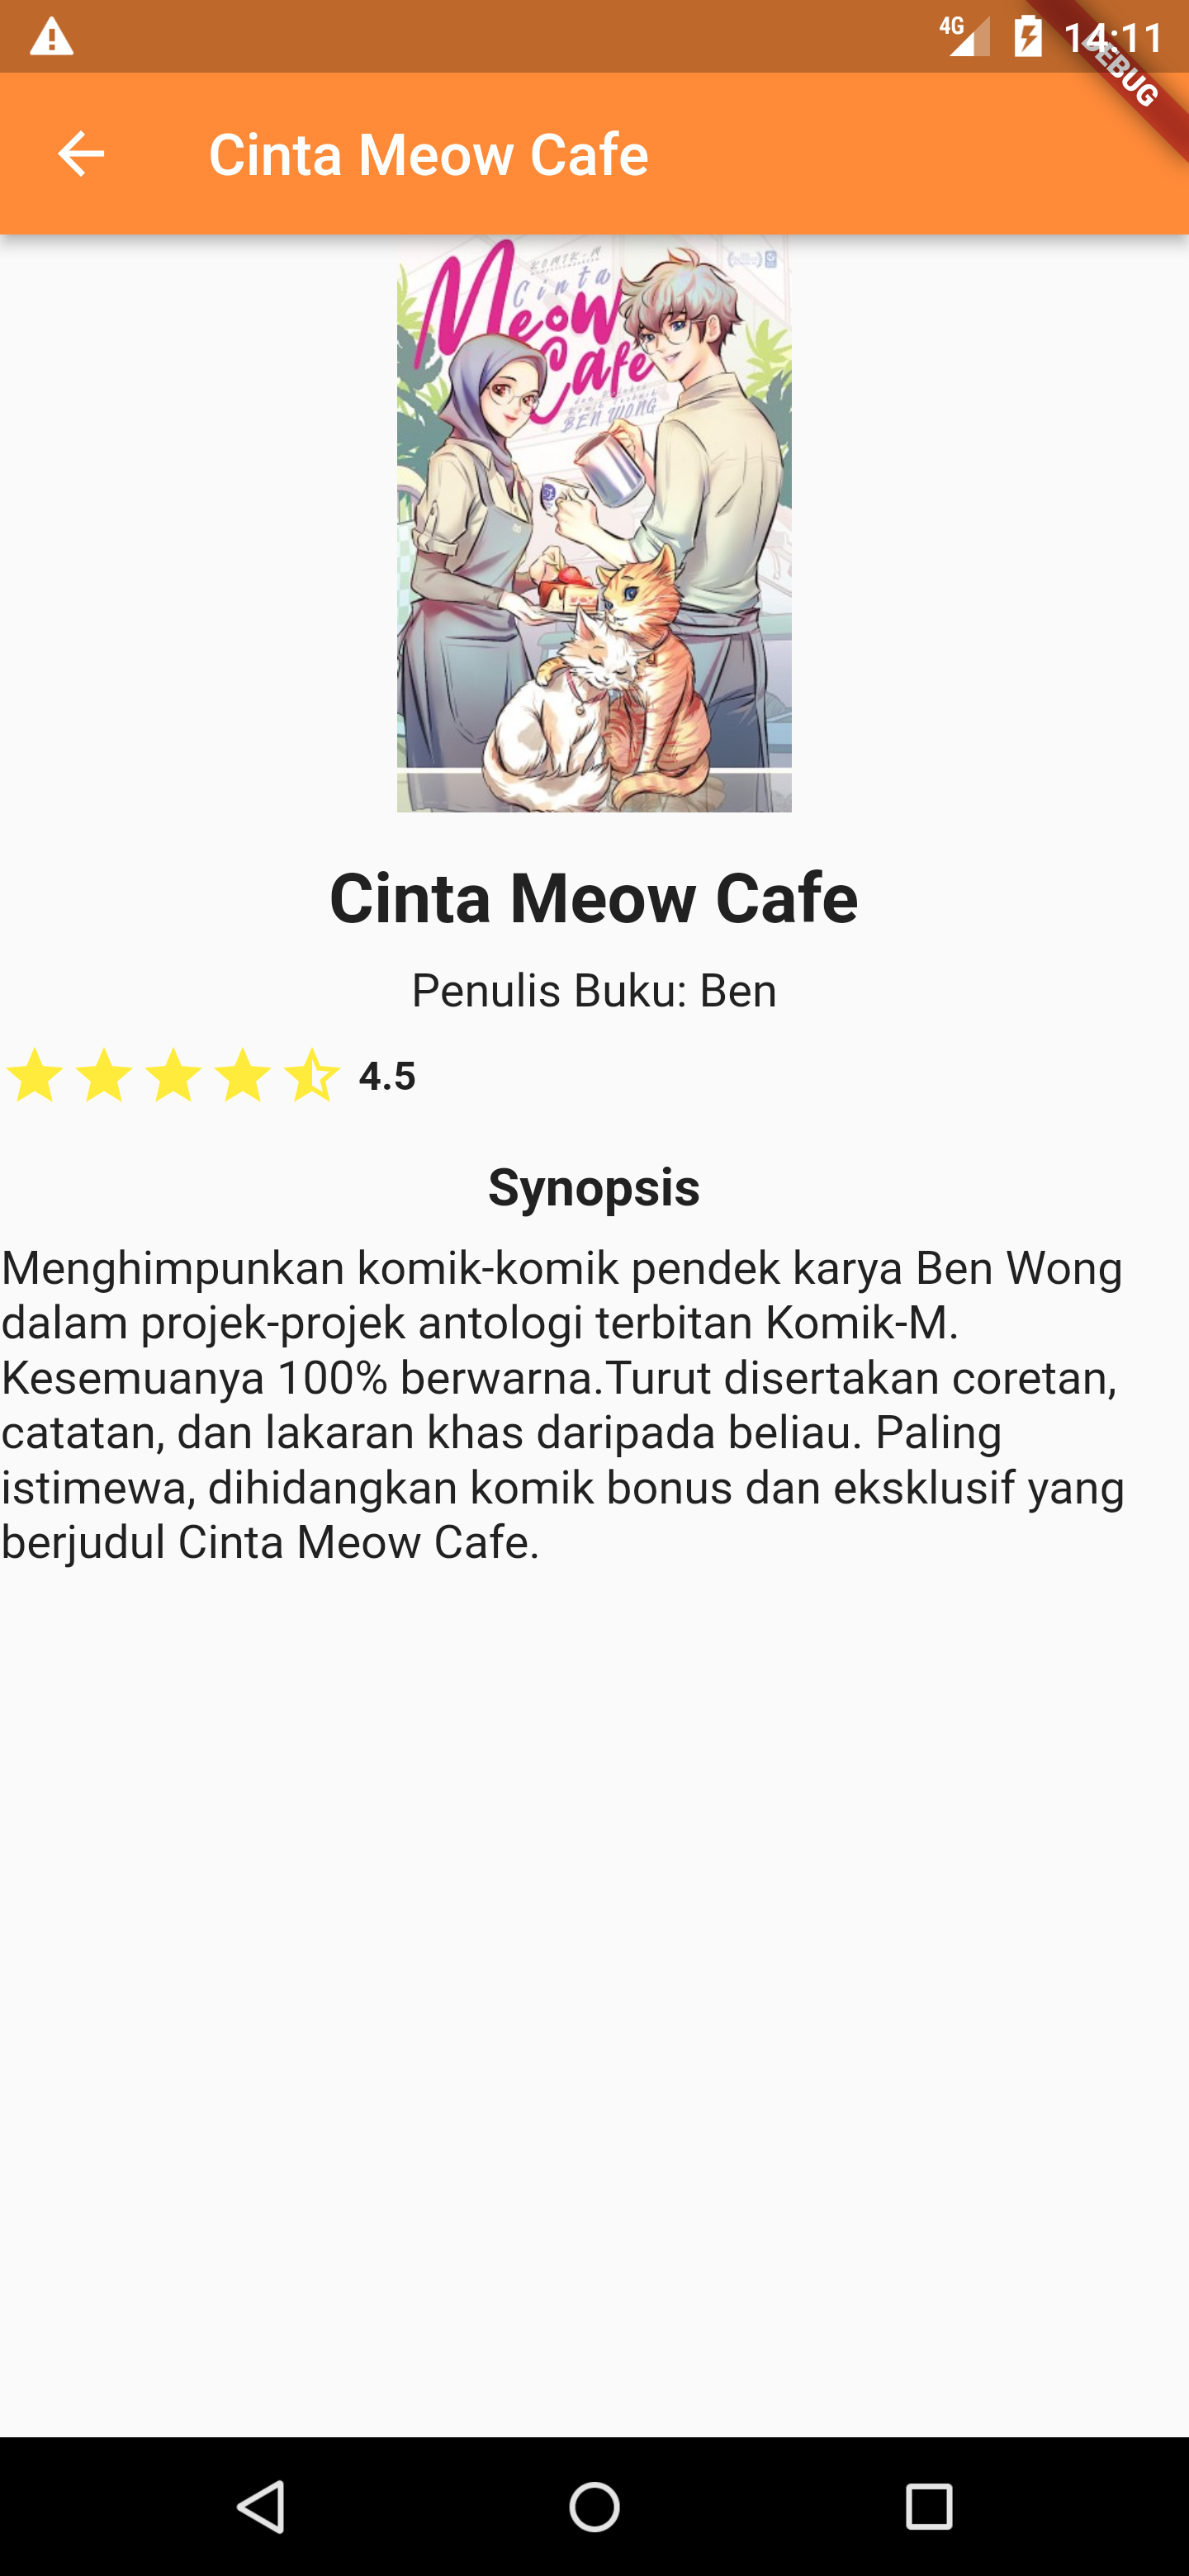 4G 14:11
DEBUG
Cinta Meow Cafe
KOMIK-M
Cinta
Meow
Cafe
BEN WONG
Cinta Meow Cafe
Penulis Buku: Ben
4.5
Synopsis
Menghimpunkan komik-komik pendek karya Ben Wong
dalam projek-projek antologi terbitan Komik-M.
Kesemuanya 100% berwarna.Turut disertakan coretan,
catatan, dan lakaran khas daripada beliau. Paling
istimewa, dihidangkan komik bonus dan eksklusif yang
berjudul Cinta Meow Cafe.